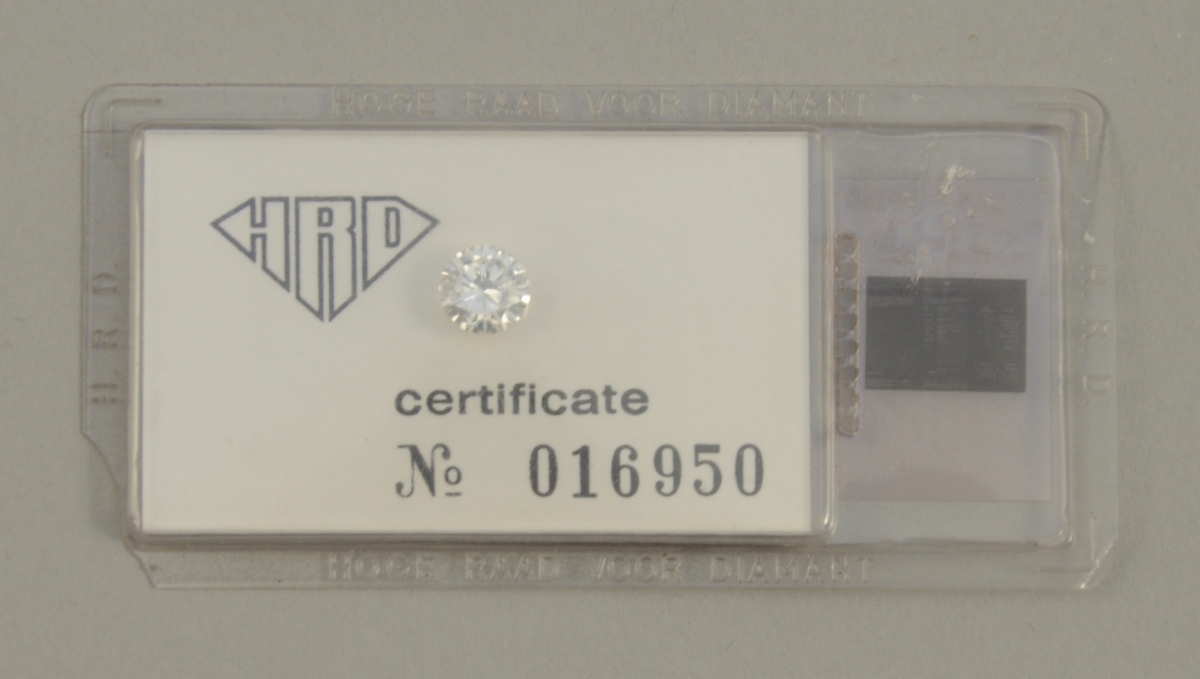 HOGE RAAD VOOR DIAMANT
H.R.D.
HRD
certificate
№ 016950
H.R.D.
HOGE RAAD VOOR DIAMANT